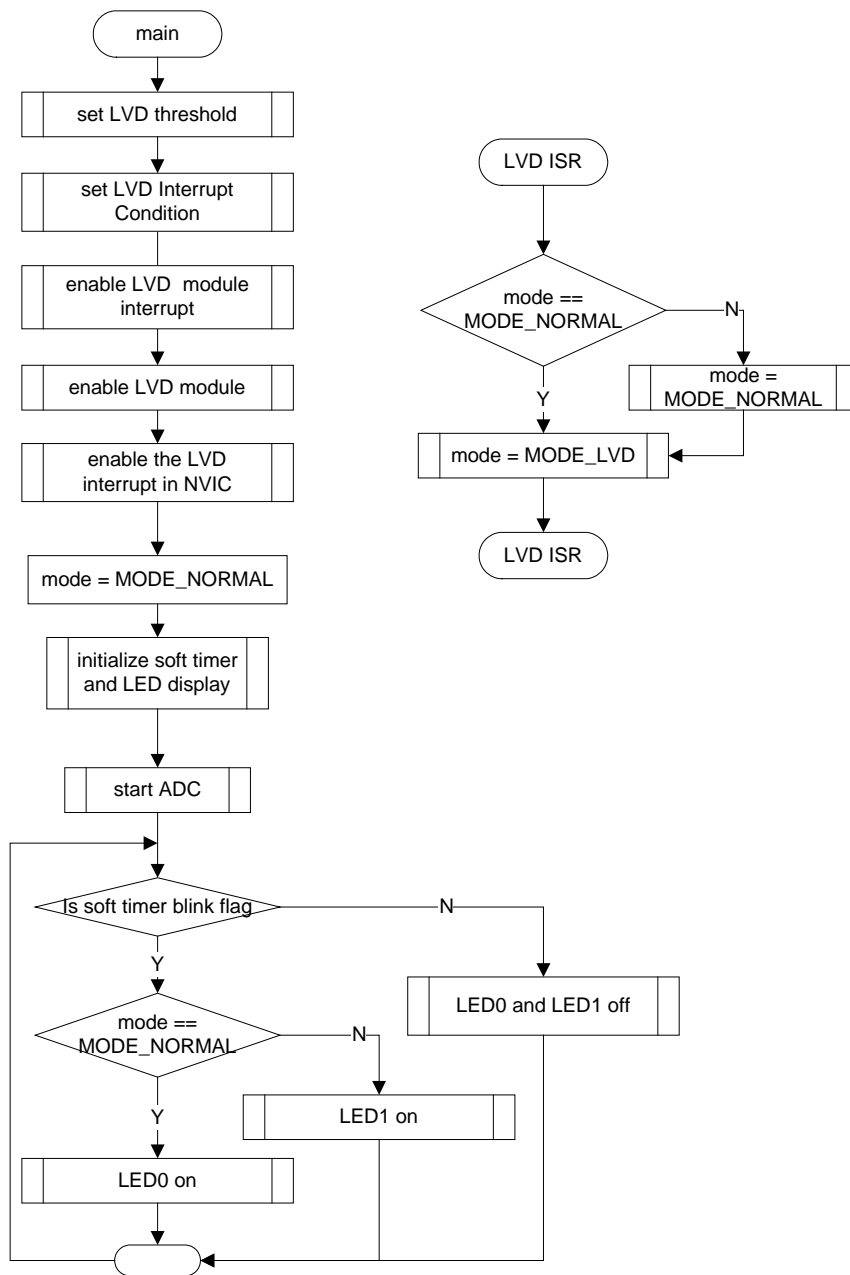 main
set LVD threshold
set LVD Interrupt
Condition
enable LVD module
interrupt
enable LVD module
enable the LVD
interrupt in NVIC
mode = MODE_NORMAL
initialize soft timer
and LED display
start ADC
Is soft timer blink flag
N
Y
LED0 and LED1 off
mode ==
MODE_NORMAL
N
Y
LED1 on
LED0 on
LVD ISR
mode ==
MODE_NORMAL
N
mode =
MODE_NORMAL
Y
mode = MODE_LVD
LVD ISR